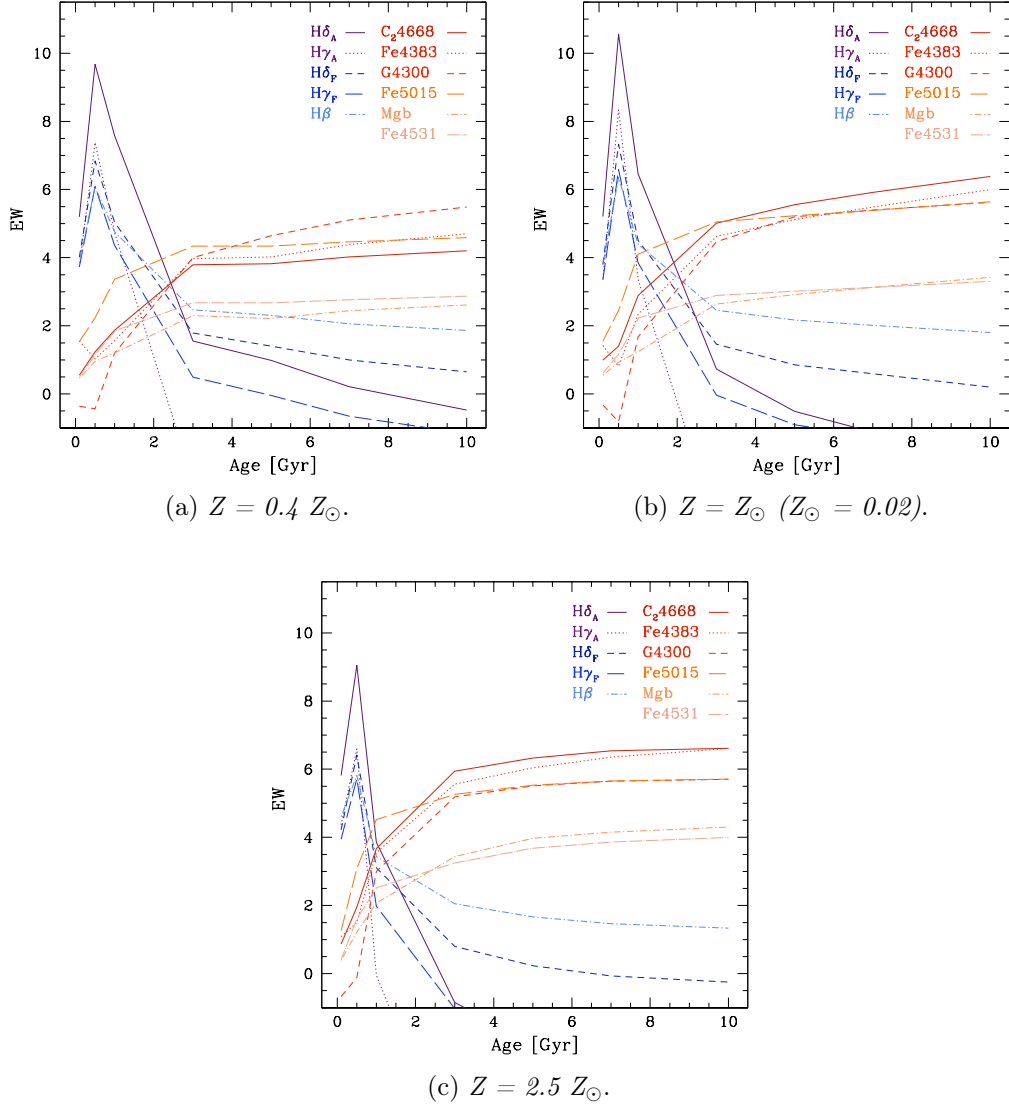 10
8
6
4
2
0
EW
0 2 4 6 8 10
Age [Gyr]
Hδ_A C₂4668
Hγ_A Fe4383
Hδ_F G4300
Hγ_F Fe5015
Hβ Mgb
Fe4531
(a) Z = 0.4 Z⊙.
10
8
6
4
2
0
EW
0 2 4 6 8 10
Age [Gyr]
Hδ_A C₂4668
Hγ_A Fe4383
Hδ_F G4300
Hγ_F Fe5015
Hβ Mgb
Fe4531
(b) Z = Z⊙ (Z⊙ = 0.02).
10
8
6
4
2
0
EW
0 2 4 6 8 10
Age [Gyr]
Hδ_A C₂4668
Hγ_A Fe4383
Hδ_F G4300
Hγ_F Fe5015
Hβ Mgb
Fe4531
(c) Z = 2.5 Z⊙.